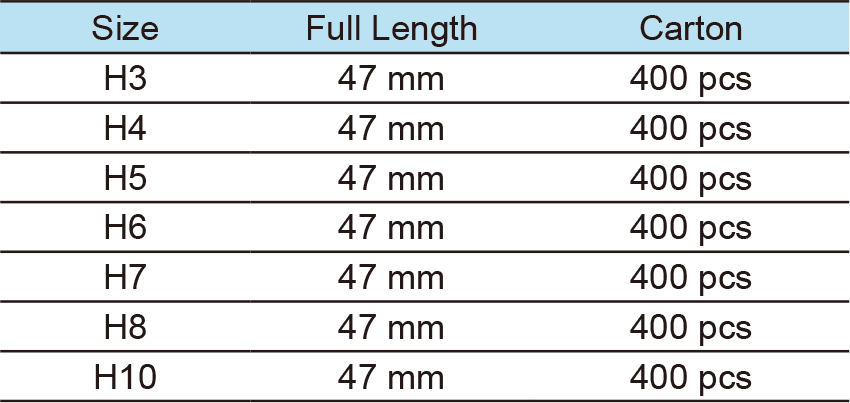 Size Full Length Carton
H3 47 mm 400 pcs
H4 47 mm 400 pcs
H5 47 mm 400 pcs
H6 47 mm 400 pcs
H7 47 mm 400 pcs
H8 47 mm 400 pcs
H10 47 mm 400 pcs